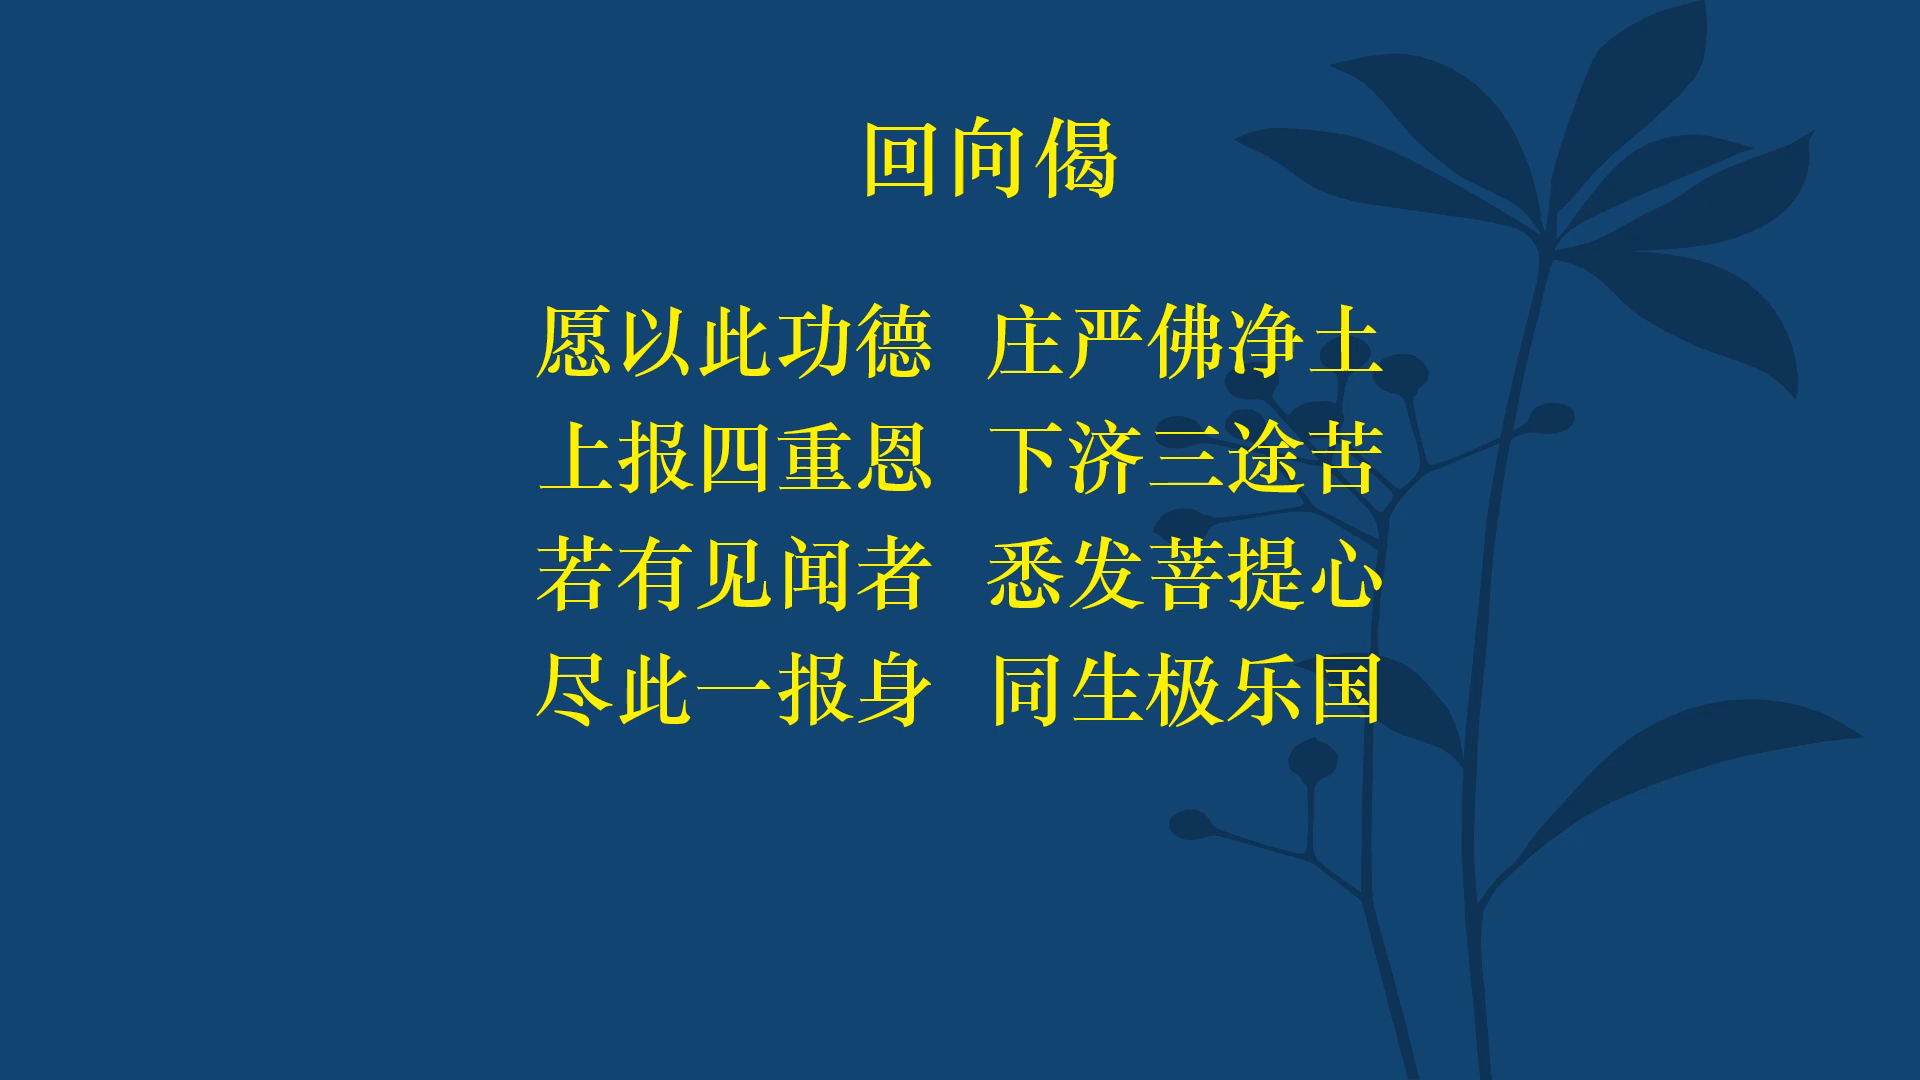 回向偈
愿以此功德 庄严佛净土
上报四重恩 下济三途苦
若有见闻者 悉发菩提心
尽此一报身 同生极乐国